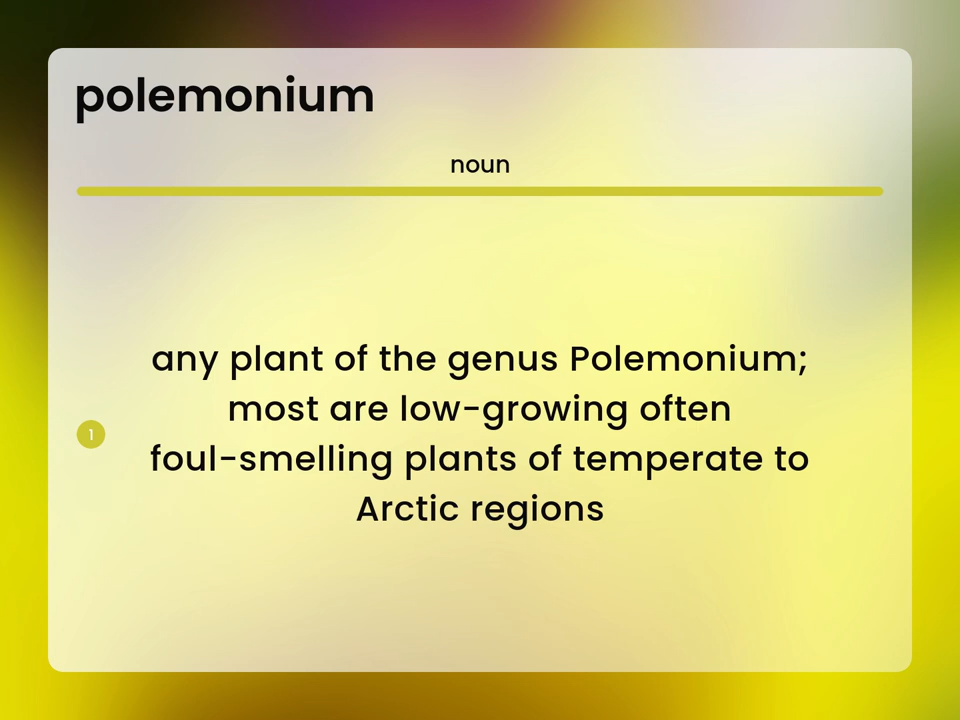 polemonium
noun
any plant of the genus Polemonium;
most are low-growing often
1
foul-smelling plants of temperate to
Arctic regions